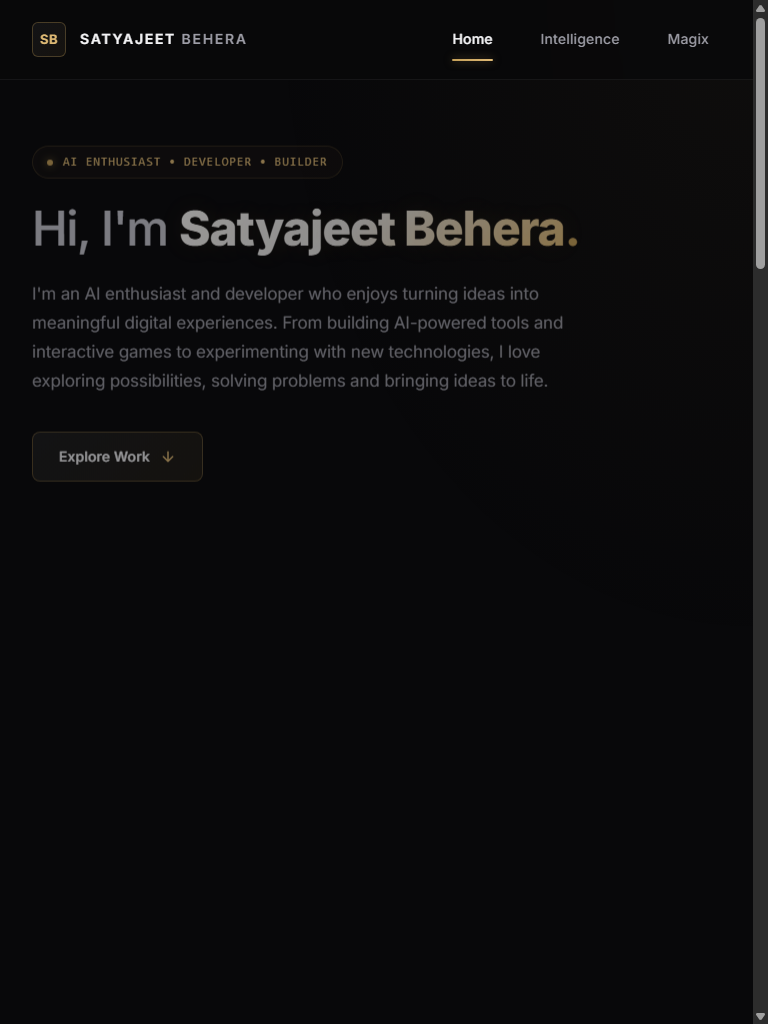 SB SATYAJEET BEHERA Home Intelligence Magix
AI ENTHUSIAST • DEVELOPER • BUILDER
Hi, I'm Satyajeet Behera.
I'm an AI enthusiast and developer who enjoys turning ideas into
meaningful digital experiences. From building AI-powered tools and
interactive games to experimenting with new technologies, I love
exploring possibilities, solving problems and bringing ideas to life.
Explore Work ↓